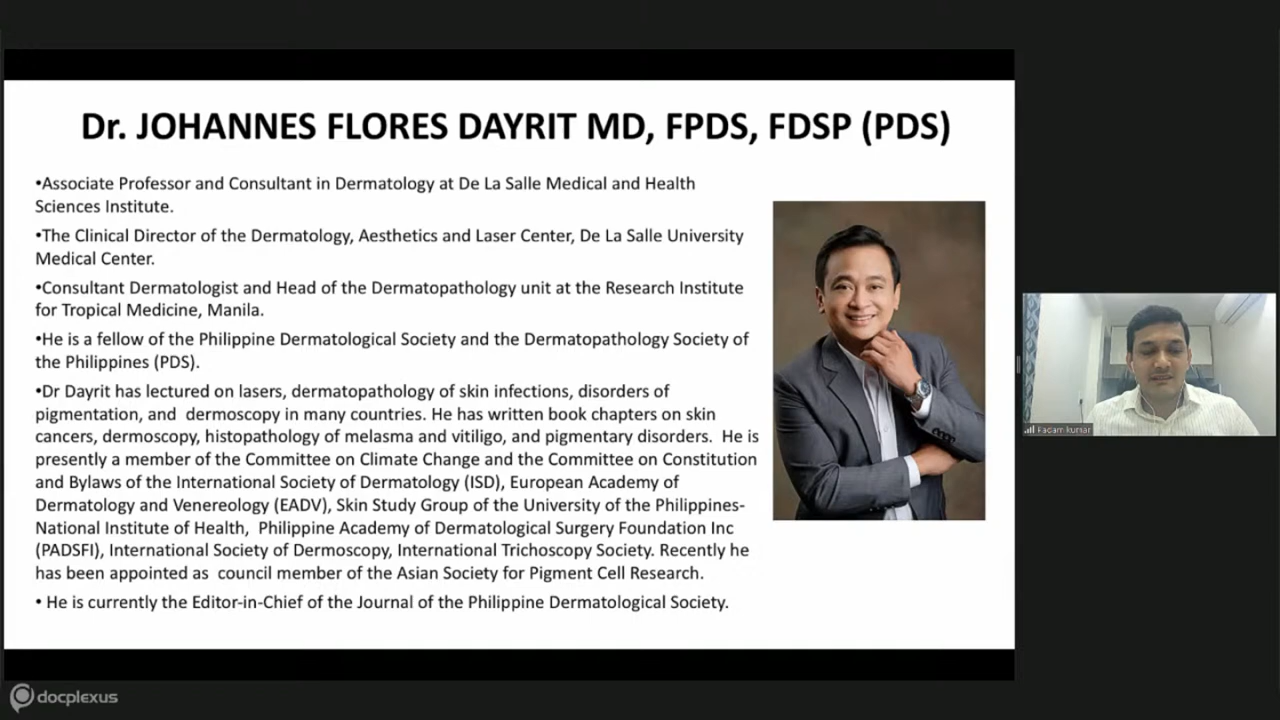 Dr. JOHANNES FLORES DAYRIT MD, FPDS, FDSP (PDS)
•Associate Professor and Consultant in Dermatology at De La Salle Medical and Health
Sciences Institute.
•The Clinical Director of the Dermatology, Aesthetics and Laser Center, De La Salle University
Medical Center.
•Consultant Dermatologist and Head of the Dermatopathology unit at the Research Institute
for Tropical Medicine, Manila.
•He is a fellow of the Philippine Dermatological Society and the Dermatopathology Society of
the Philippines (PDS).
•Dr Dayrit has lectured on lasers, dermatopathology of skin infections, disorders of
pigmentation, and  dermoscopy in many countries. He has written book chapters on skin
cancers, dermoscopy, histopathology of melasma and vitiligo, and pigmentary disorders.  He is
presently a member of the Committee on Climate Change and the Committee on Constitution
and Bylaws of the International Society of Dermatology (ISD), European Academy of
Dermatology and Venereology (EADV), Skin Study Group of the University of the Philippines-
National Institute of Health,  Philippine Academy of Dermatological Surgery Foundation Inc
(PADSFI), International Society of Dermoscopy, International Trichoscopy Society. Recently he
has been appointed as  council member of the Asian Society for Pigment Cell Research.
• He is currently the Editor-in-Chief of the Journal of the Philippine Dermatological Society.
Padam kumar
docplexus